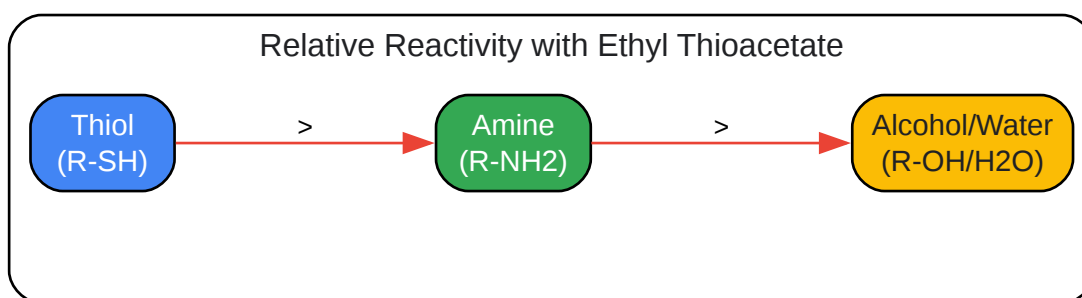 Relative Reactivity with Ethyl Thioacetate
Thiol
(R-SH)
>
Amine
(R-NH2)
>
Alcohol/Water
(R-OH/H2O)